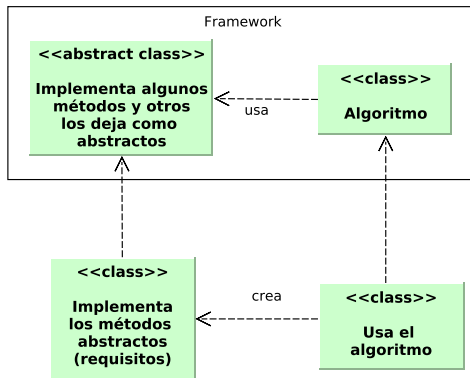 Framework
<<abstract class>>
Implementa algunos
métodos y otros
los deja como
abstractos
usa
<<class>>
Algoritmo
<<class>>
Implementa
los métodos
abstractos
(requisitos)
crea
<<class>>
Usa el
algoritmo